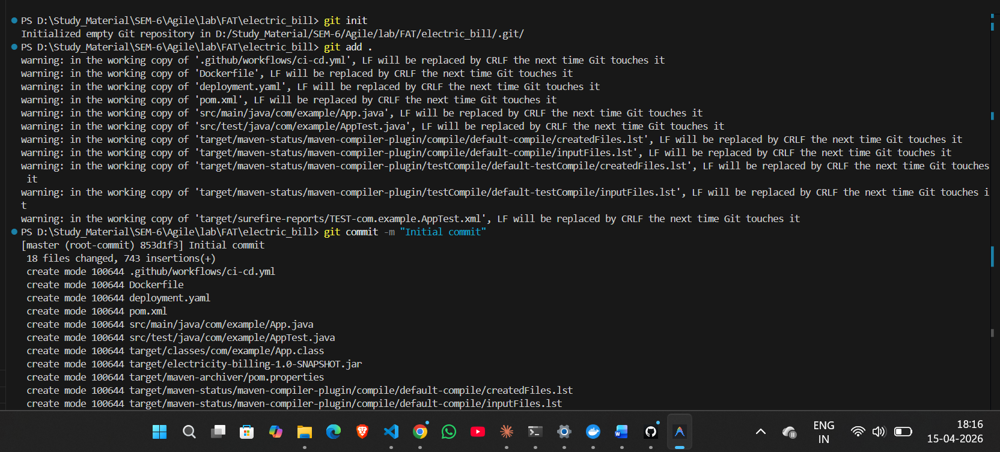 PS D:\Study_Material\SEM-6\Agile\lab\FAT\electric_bill> git init
Initialized empty Git repository in D:/Study_Material/SEM-6/Agile/lab/FAT/electric_bill/.git/
PS D:\Study_Material\SEM-6\Agile\lab\FAT\electric_bill> git add .
warning: in the working copy of '.github/workflows/ci-cd.yml', LF will be replaced by CRLF the next time Git touches it
warning: in the working copy of 'Dockerfile', LF will be replaced by CRLF the next time Git touches it
warning: in the working copy of 'deployment.yaml', LF will be replaced by CRLF the next time Git touches it
warning: in the working copy of 'pom.xml', LF will be replaced by CRLF the next time Git touches it
warning: in the working copy of 'src/main/java/com/example/App.java', LF will be replaced by CRLF the next time Git touches it
warning: in the working copy of 'src/test/java/com/example/AppTest.java', LF will be replaced by CRLF the next time Git touches it
warning: in the working copy of 'target/maven-status/maven-compiler-plugin/compile/default-compile/createdFiles.lst', LF will be replaced by CRLF the next time Git touches it
warning: in the working copy of 'target/maven-status/maven-compiler-plugin/compile/default-compile/inputFiles.lst', LF will be replaced by CRLF the next time Git touches it
warning: in the working copy of 'target/maven-status/maven-compiler-plugin/testCompile/default-testCompile/createdFiles.lst', LF will be replaced by CRLF the next time Git touches
it
warning: in the working copy of 'target/maven-status/maven-compiler-plugin/testCompile/default-testCompile/inputFiles.lst', LF will be replaced by CRLF the next time Git touches i
t
warning: in the working copy of 'target/surefire-reports/TEST-com.example.AppTest.xml', LF will be replaced by CRLF the next time Git touches it
PS D:\Study_Material\SEM-6\Agile\lab\FAT\electric_bill> git commit -m "Initial commit"
[master (root-commit) 853d1f3] Initial commit
18 files changed, 743 insertions(+)
create mode 100644 .github/workflows/ci-cd.yml
create mode 100644 Dockerfile
create mode 100644 deployment.yaml
create mode 100644 pom.xml
create mode 100644 src/main/java/com/example/App.java
create mode 100644 src/test/java/com/example/AppTest.java
create mode 100644 target/classes/com/example/App.class
create mode 100644 target/electricity-billing-1.0-SNAPSHOT.jar
create mode 100644 target/maven-archiver/pom.properties
create mode 100644 target/maven-status/maven-compiler-plugin/compile/default-compile/createdFiles.lst
create mode 100644 target/maven-status/maven-compiler-plugin/compile/default-compile/inputFiles.lst
ENG
IN
18:16
15-04-2026